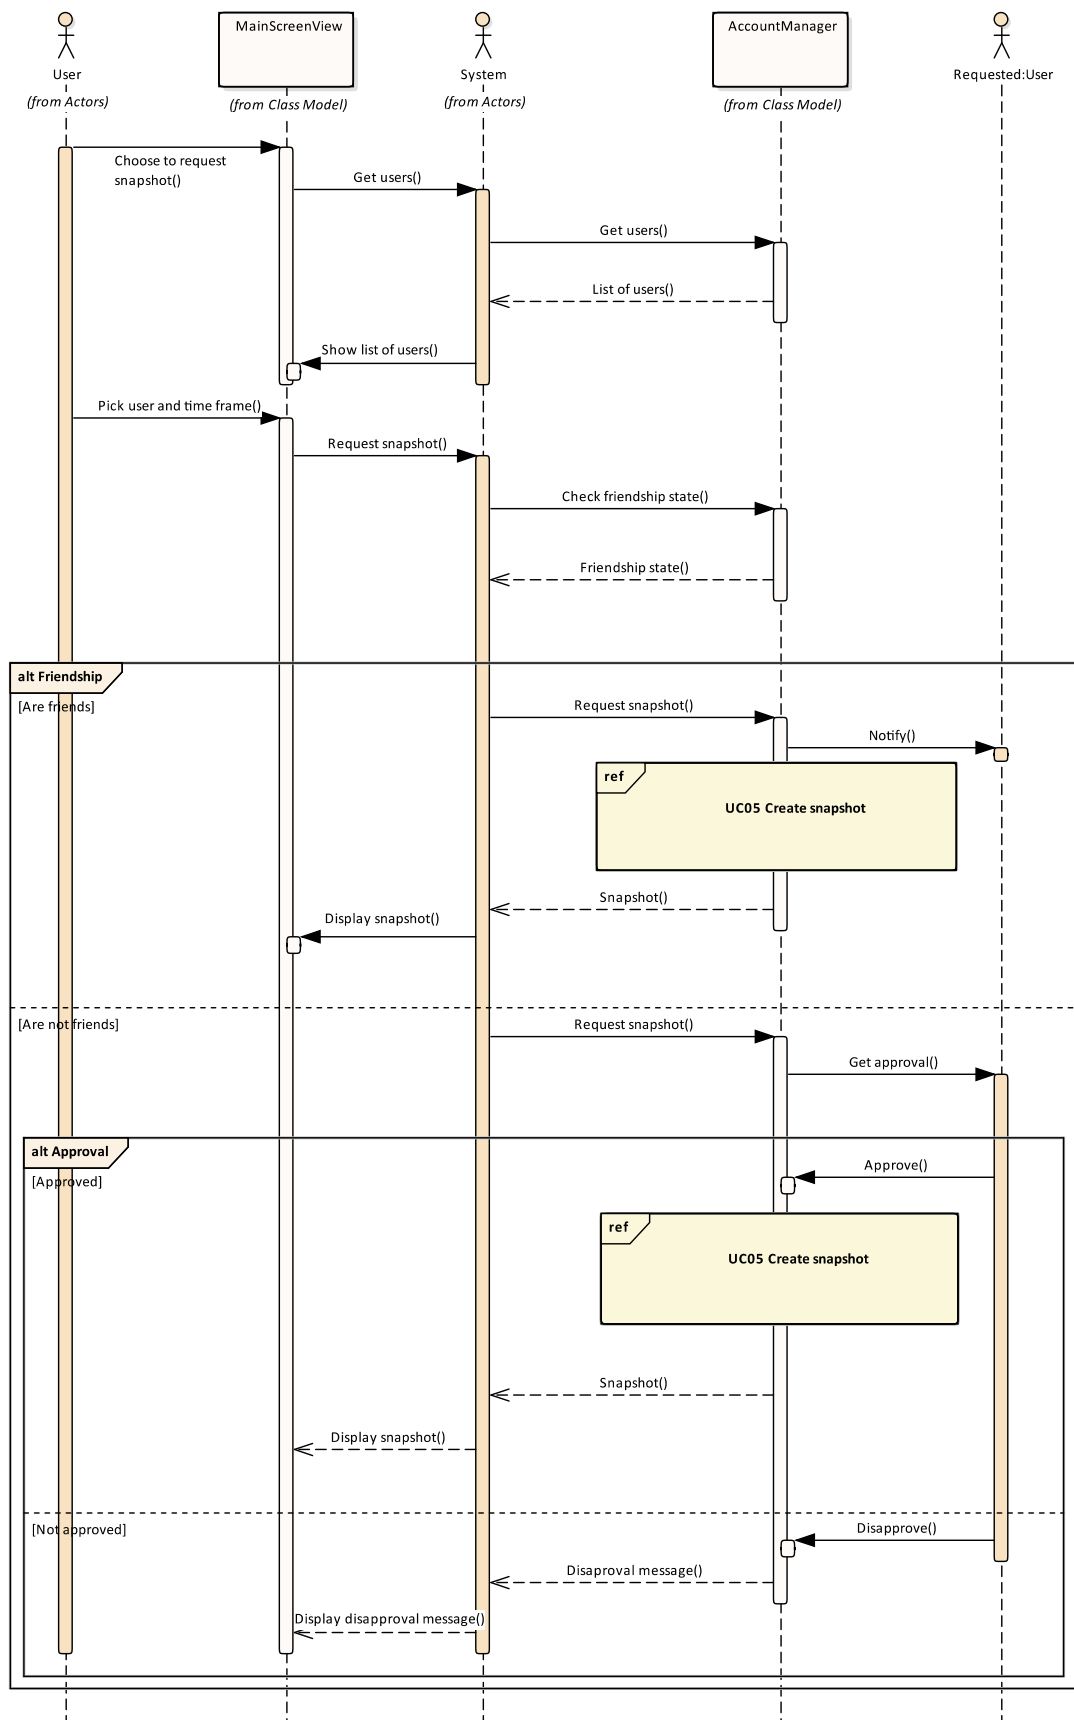 User
(from Actors)
MainScreenView
(from Class Model)
System
(from Actors)
AccountManager
(from Class Model)
Requested:User
Choose to request
snapshot()
Get users()
Get users()
List of users()
Show list of users()
Pick user and time frame()
Request snapshot()
Check friendship state()
Friendship state()
alt Friendship
[Are friends]
Request snapshot()
Notify()
ref
UC05 Create snapshot
Snapshot()
Display snapshot()
[Are not friends]
Request snapshot()
Get approval()
alt Approval
[Approved]
Approve()
ref
UC05 Create snapshot
Snapshot()
Display snapshot()
[Not approved]
Disapprove()
Disaproval message()
Display disapproval message()